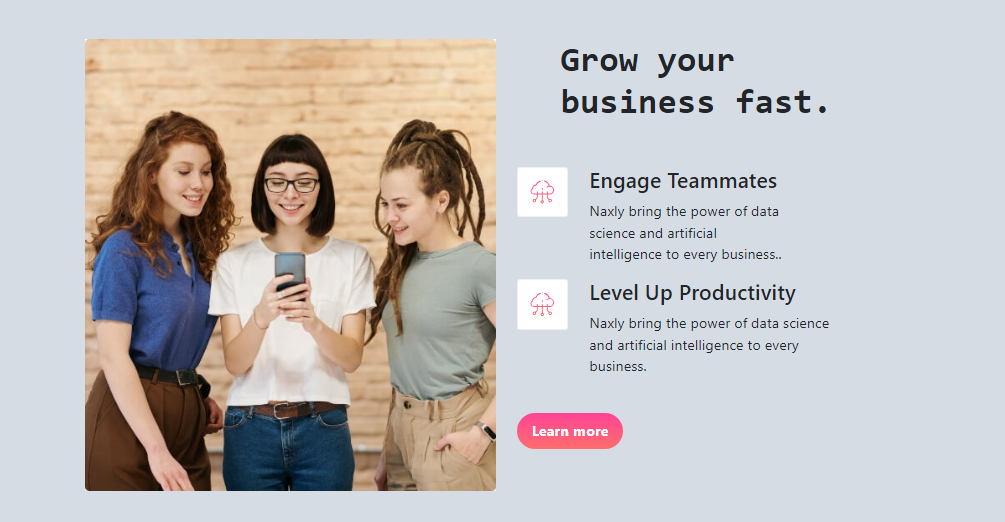 Grow your
business fast.
Engage Teammates
Naxly bring the power of data
science and artificial
intelligence to every business..
Level Up Productivity
Naxly bring the power of data science
and artificial intelligence to every
business.
Learn more